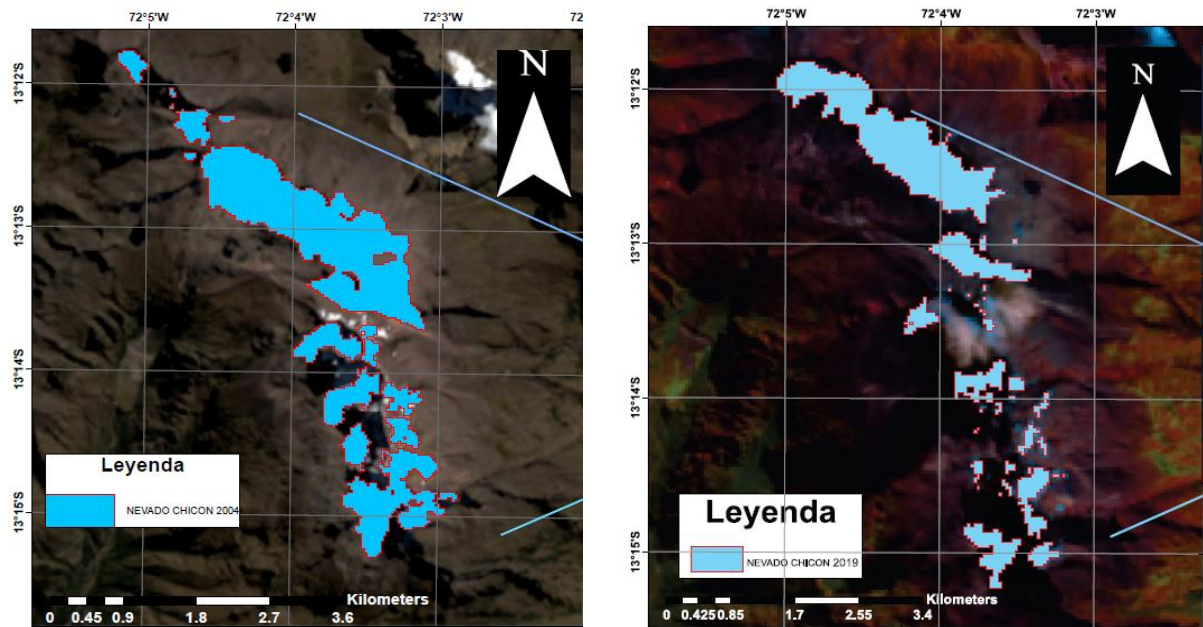 72°5'W 72°4'W 72°3'W 72
13°12'S
13°13'S
13°14'S
13°15'S
N
Leyenda
NEVADO CHICON 2004
Kilometers
0 0.45 0.9 1.8 2.7 3.6
72°5'W 72°4'W 72°3'W
13°12'S
13°13'S
13°14'S
13°15'S
N
Leyenda
NEVADO CHICON 2019
Kilometers
0 0.425 0.85 1.7 2.55 3.4